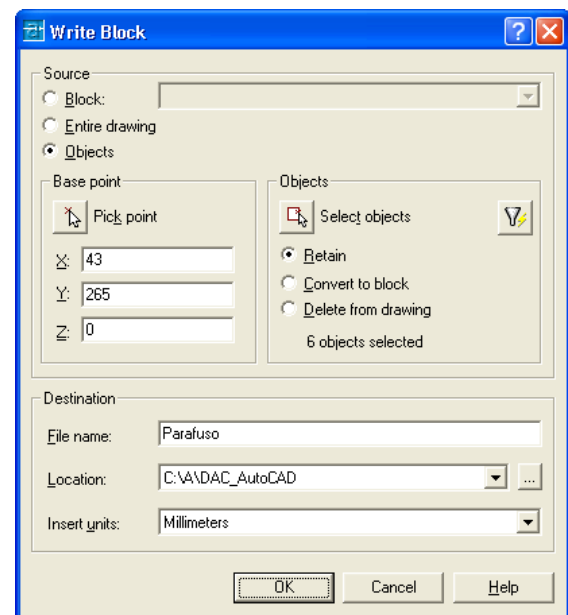 Write Block
Source
Block:
Entire drawing
Objects
Base point
Pick point
X: 43
Y: 265
Z: 0
Objects
Select objects
Retain
Convert to block
Delete from drawing
6 objects selected
Destination
File name: Parafuso
Location: C:\A\DAC_AutoCAD ...
Insert units: Millimeters
OK Cancel Help